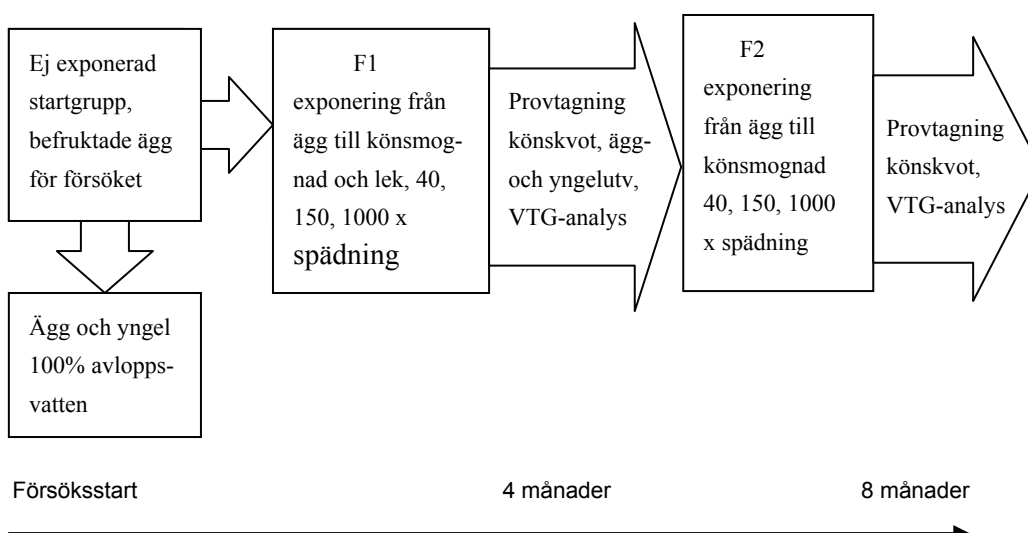 Ej exponerad
startgrupp,
befruktade ägg
för försöket
F1
exponering från
ägg till könsmog-
nad och lek, 40,
150, 1000 x
spädning
Provtagning
könskvot, ägg-
och yngelutv,
VTG-analys
F2
exponering
från ägg till
könsmognad
40, 150, 1000
x spädning
Provtagning
könskvot,
VTG-analys
Ägg och yngel
100% avlopps-
vatten
Försöksstart
4 månader
8 månader